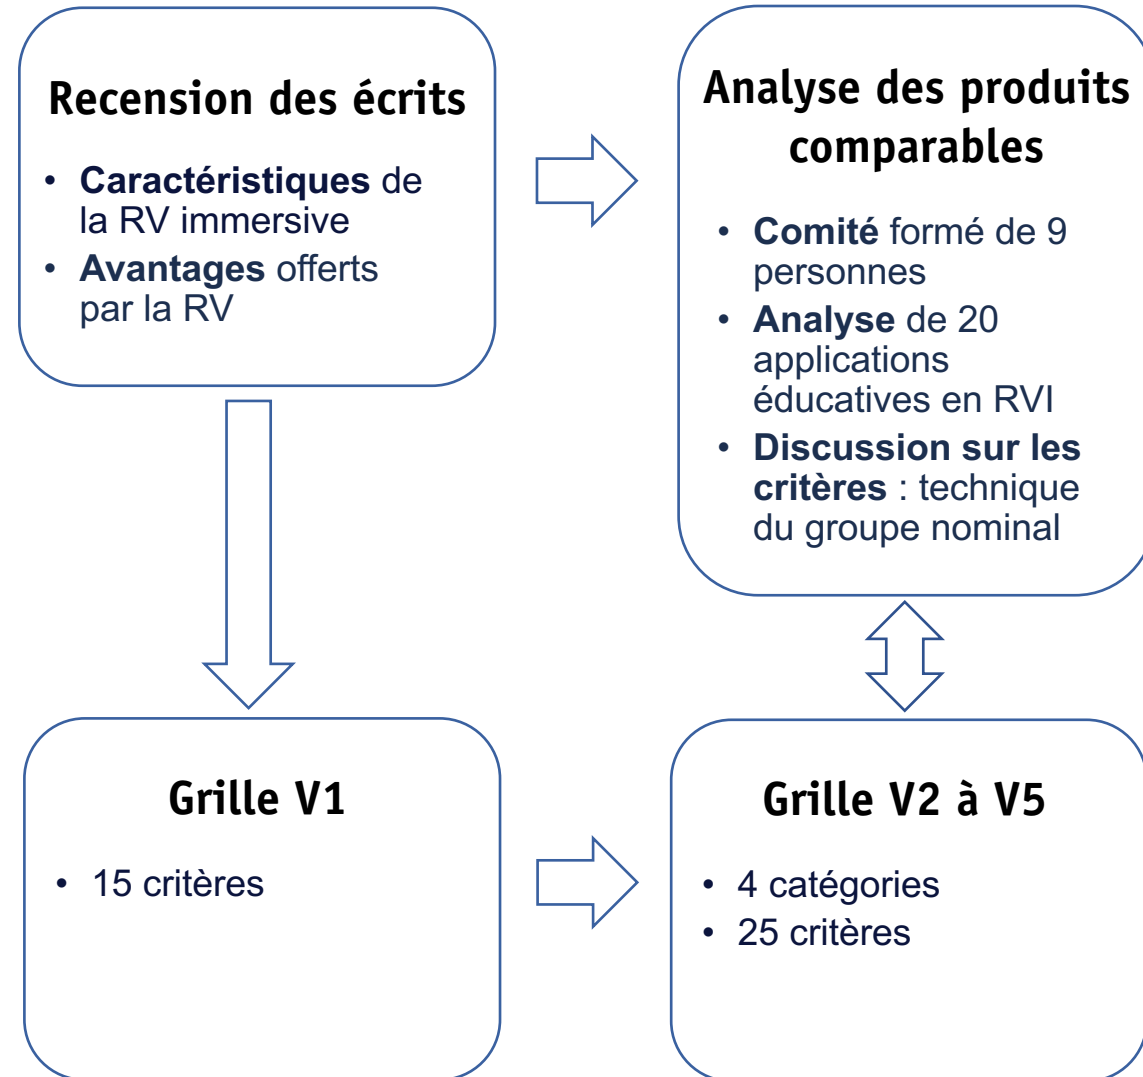 Recension des écrits
• Caractéristiques de
la RV immersive
• Avantages offerts
par la RV
Analyse des produits
comparables
• Comité formé de 9
personnes
• Analyse de 20
applications
éducatives en RVI
• Discussion sur les
critères : technique
du groupe nominal
Grille V1
• 15 critères
Grille V2 à V5
• 4 catégories
• 25 critères